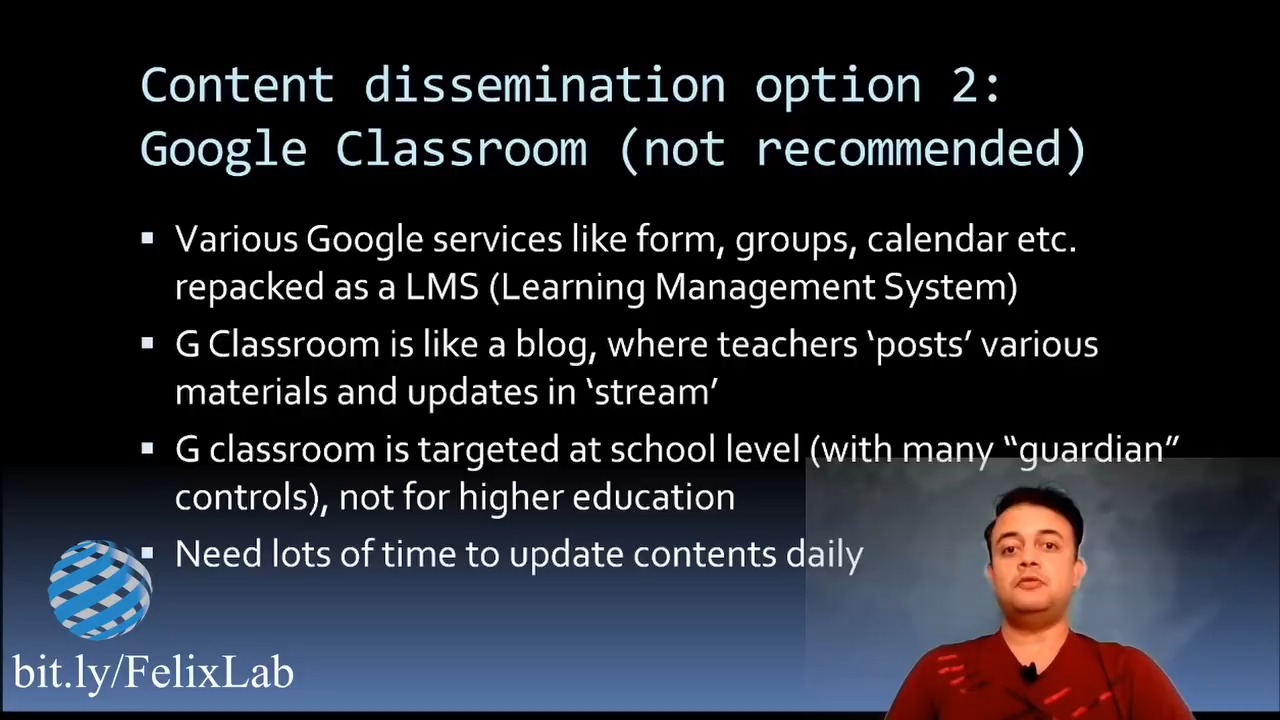 Content dissemination option 2:
Google Classroom (not recommended)
▪ Various Google services like form, groups, calendar etc.
repacked as a LMS (Learning Management System)
▪ G Classroom is like a blog, where teachers ‘posts’ various
materials and updates in ‘stream’
▪ G classroom is targeted at school level (with many “guardian”
controls), not for higher education
▪ Need lots of time to update contents daily
bit.ly/FelixLab